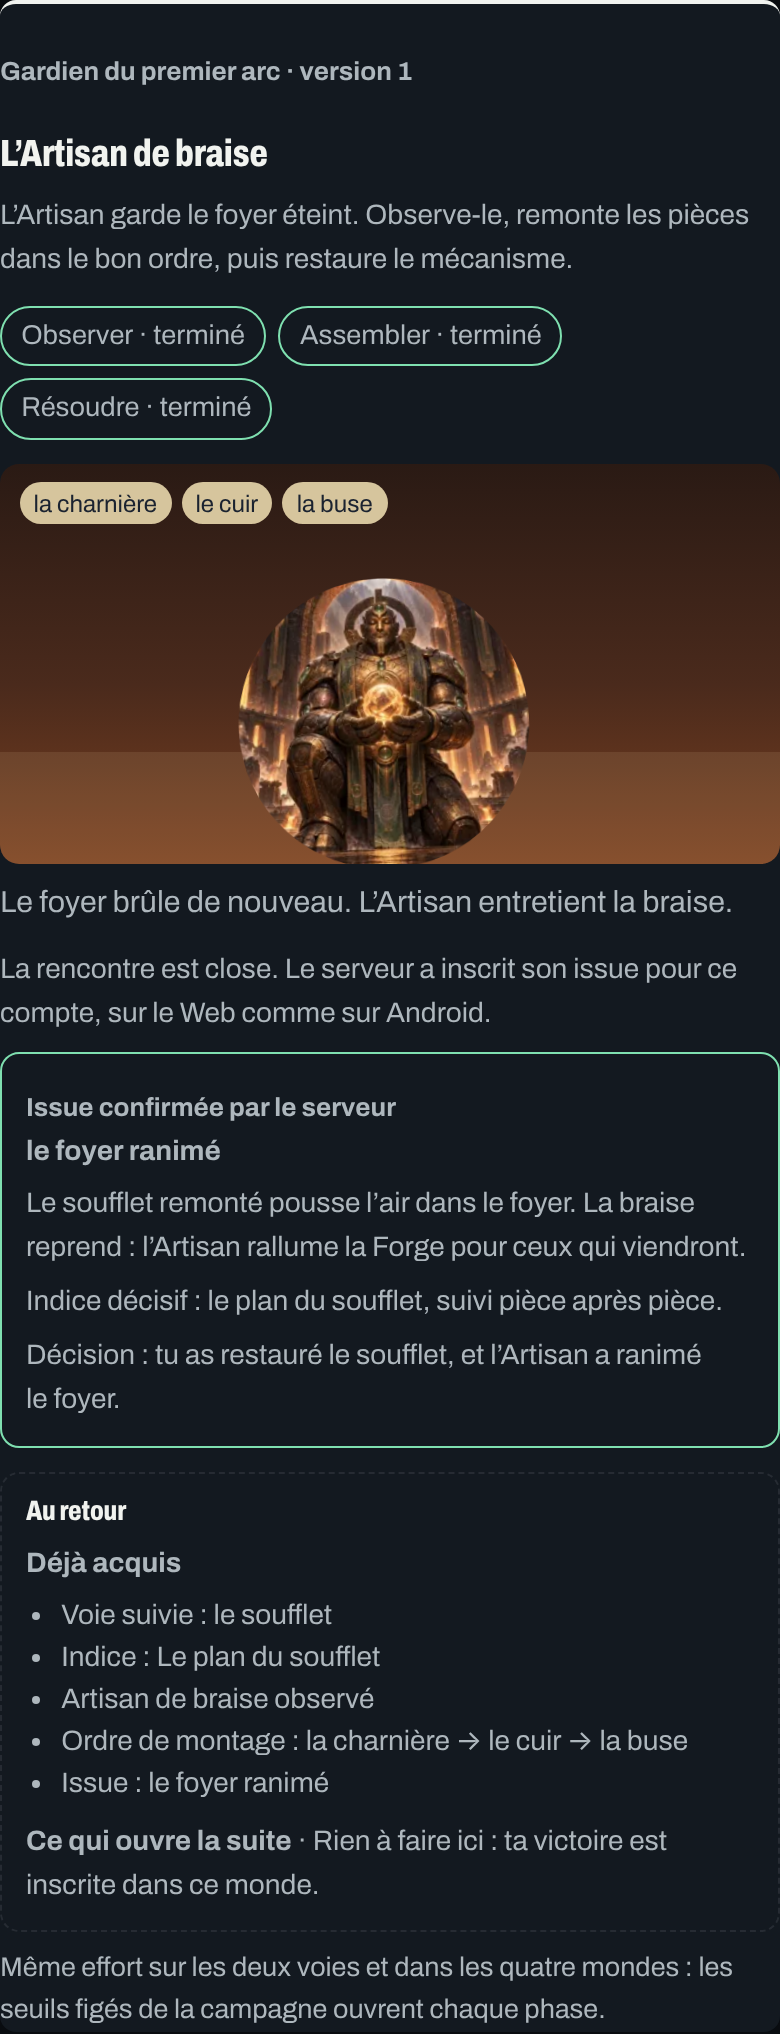 Gardien du premier arc · version 1
L’Artisan de braise
L’Artisan garde le foyer éteint. Observe-le, remonte les pièces
dans le bon ordre, puis restaure le mécanisme.
Observer · terminé
Assembler · terminé
Résoudre · terminé
la charnière
le cuir
la buse
Le foyer brûle de nouveau. L’Artisan entretient la braise.
La rencontre est close. Le serveur a inscrit son issue pour ce
compte, sur le Web comme sur Android.
Issue confirmée par le serveur
le foyer ranimé
Le soufflet remonté pousse l’air dans le foyer. La braise
reprend : l’Artisan rallume la Forge pour ceux qui viendront.
Indice décisif : le plan du soufflet, suivi pièce après pièce.
Décision : tu as restauré le soufflet, et l’Artisan a ranimé
le foyer.
Au retour
Déjà acquis
• Voie suivie : le soufflet
• Indice : Le plan du soufflet
• Artisan de braise observé
• Ordre de montage : la charnière → le cuir → la buse
• Issue : le foyer ranimé
Ce qui ouvre la suite · Rien à faire ici : ta victoire est
inscrite dans ce monde.
Même effort sur les deux voies et dans les quatre mondes : les
seuils figés de la campagne ouvrent chaque phase.